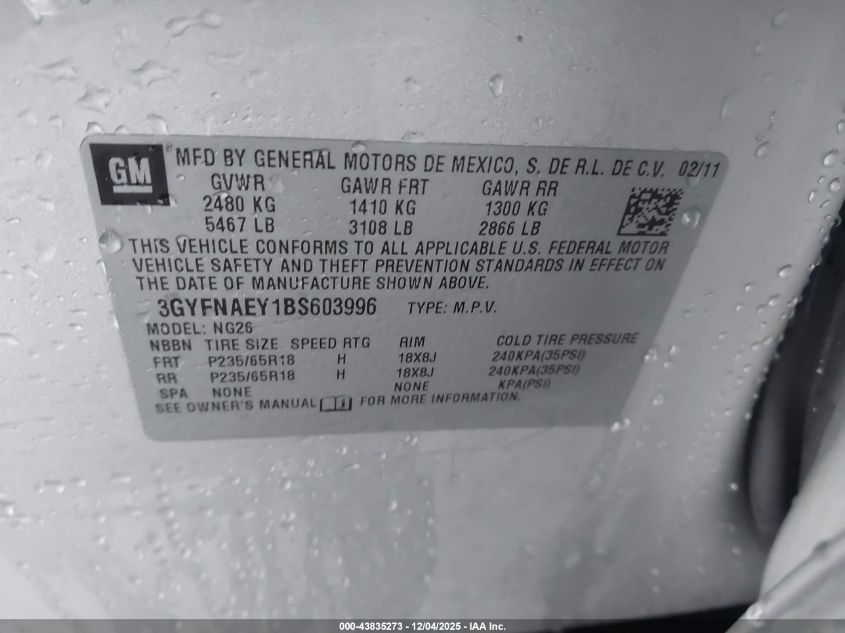 GM MFD BY GENERAL MOTORS DE MEXICO, S. DE R.L. DE C.V. 02/11
GVWR GAWR FRT GAWR RR
2480 KG 1410 KG 1300 KG
5467 LB 3108 LB 2866 LB
THIS VEHICLE CONFORMS TO ALL APPLICABLE U.S. FEDERAL MOTOR
VEHICLE SAFETY AND THEFT PREVENTION STANDARDS IN EFFECT ON
THE DATE OF MANUFACTURE SHOWN ABOVE.
3GYFNAEY1BS603996 TYPE: M.P.V.
MODEL: NG26
NBBN TIRE SIZE SPEED RTG RIM COLD TIRE PRESSURE
FRT P235/65R18 H 18X8J 240KPA(35PSI)
RR P235/65R18 H 18X8J 240KPA(35PSI)
SPA NONE NONE KPA(PSI)
SEE OWNER'S MANUAL FOR MORE INFORMATION.
000-43835273 - 12/04/2025 - IAA Inc.